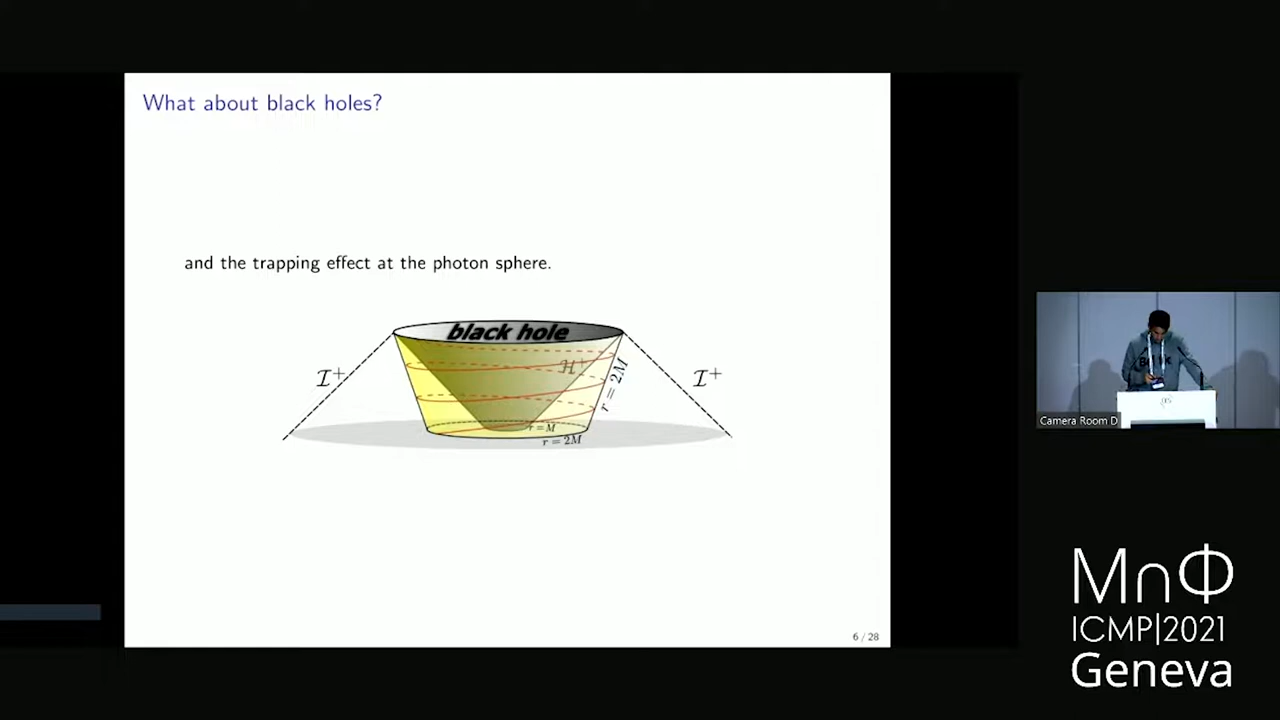 What about black holes?
and the trapping effect at the photon sphere.
black hole
ℋ⁺
ℐ⁺
ℐ⁺
r = 2M
r = M
r = 2M
6 / 28
Camera Room D
M∩Φ
ICMP|2021
Geneva